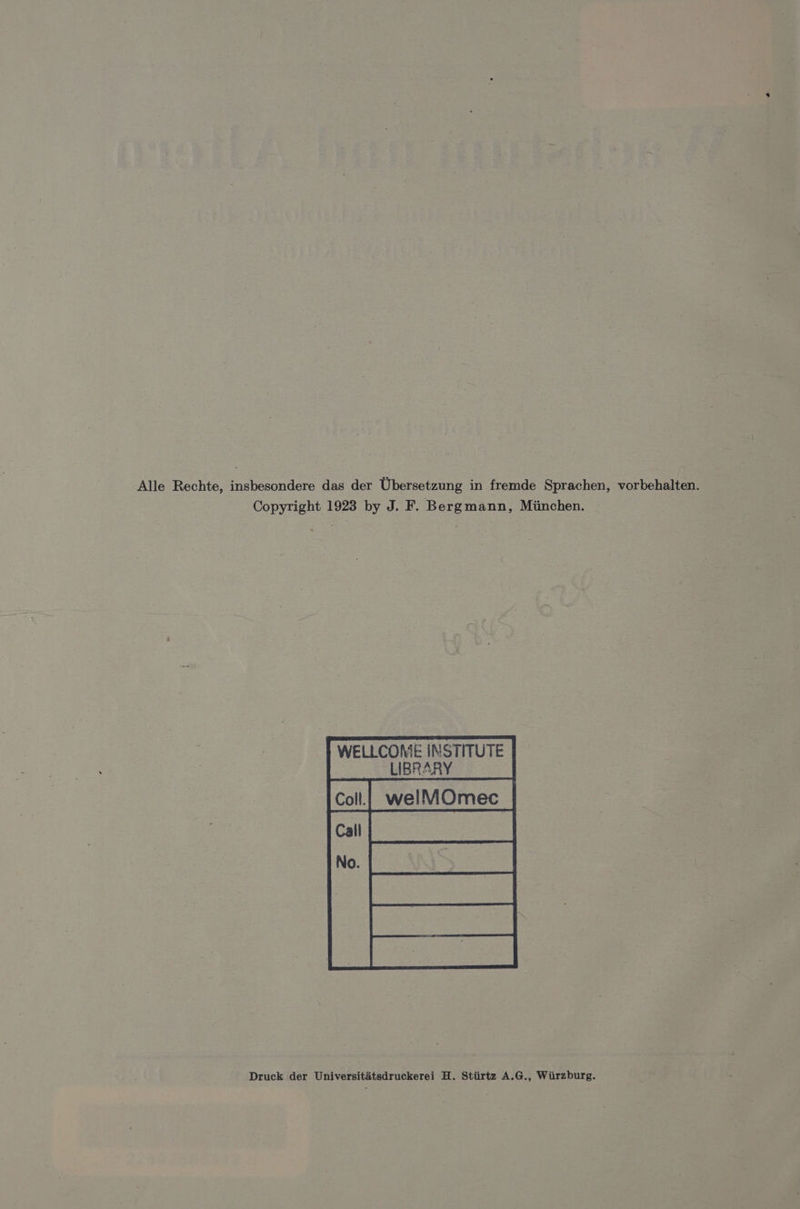 Alle Rechte, insbesondere das der Übersetzung in fremde Sprachen, vorbehalten.
Copyright 1923 by J. F. Bergmann, München.
WELLCOME INSTITUTE
LIBRARY
Coll. welMOmec
Call
No.
Druck der Universitätsdruckerei H. Stürtz A.G., Würzburg.